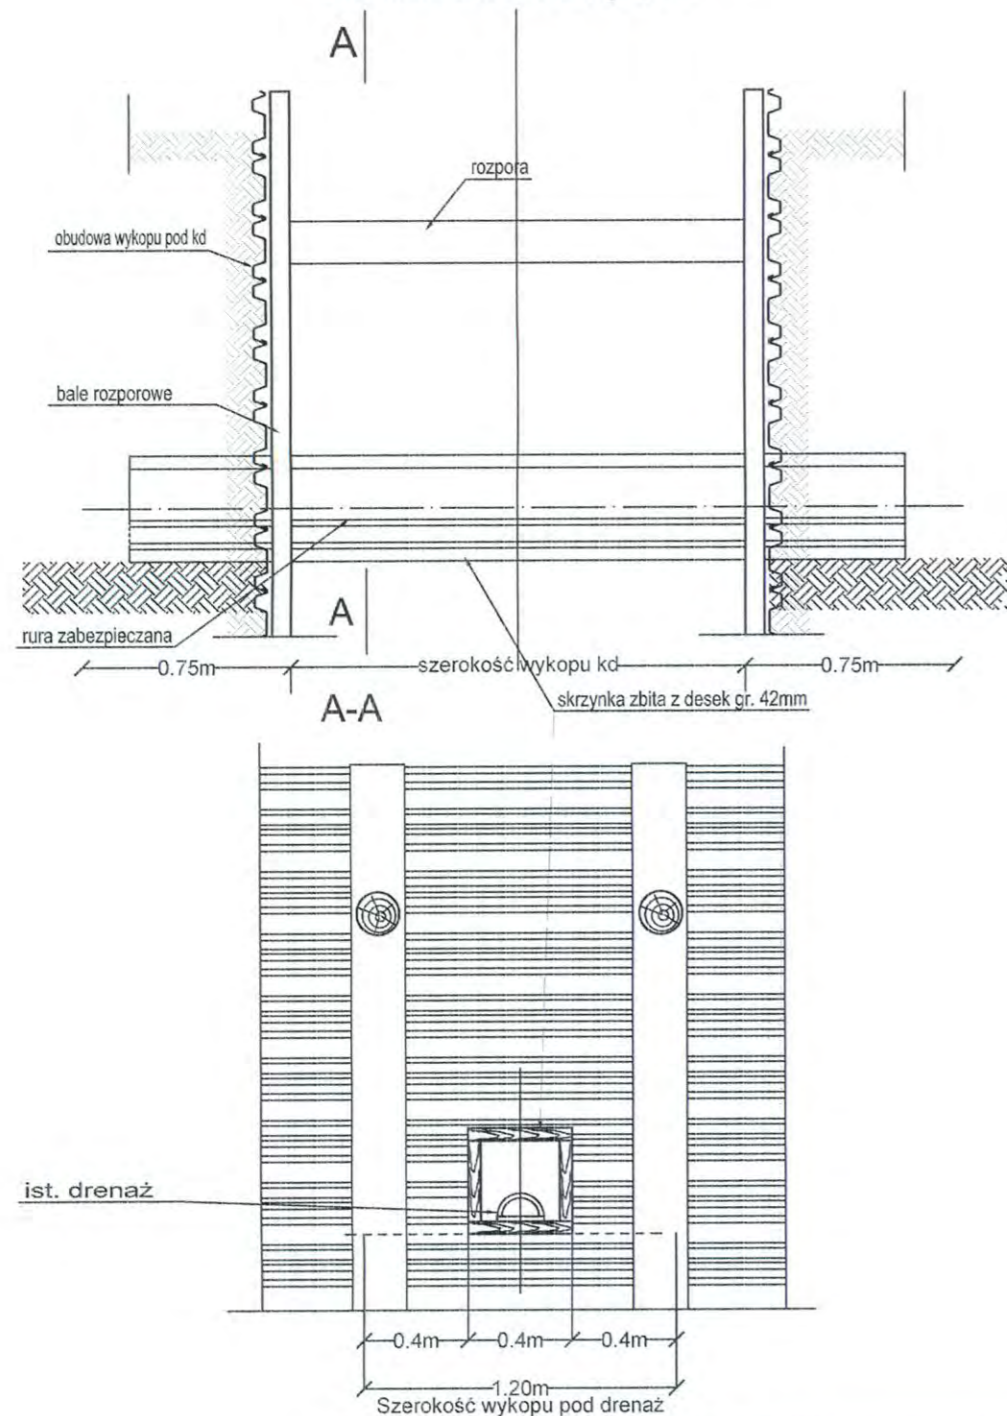 A
rozpora
obudowa wykopu pod kd
bale rozporowe
A
rura zabezpieczana
0.75m
szerokość wykopu kd
0.75m
A-A
skrzynka zbita z desek gr. 42mm
ist. drenaż
0.4m
0.4m
0.4m
1.20m
Szerokość wykopu pod drenaż